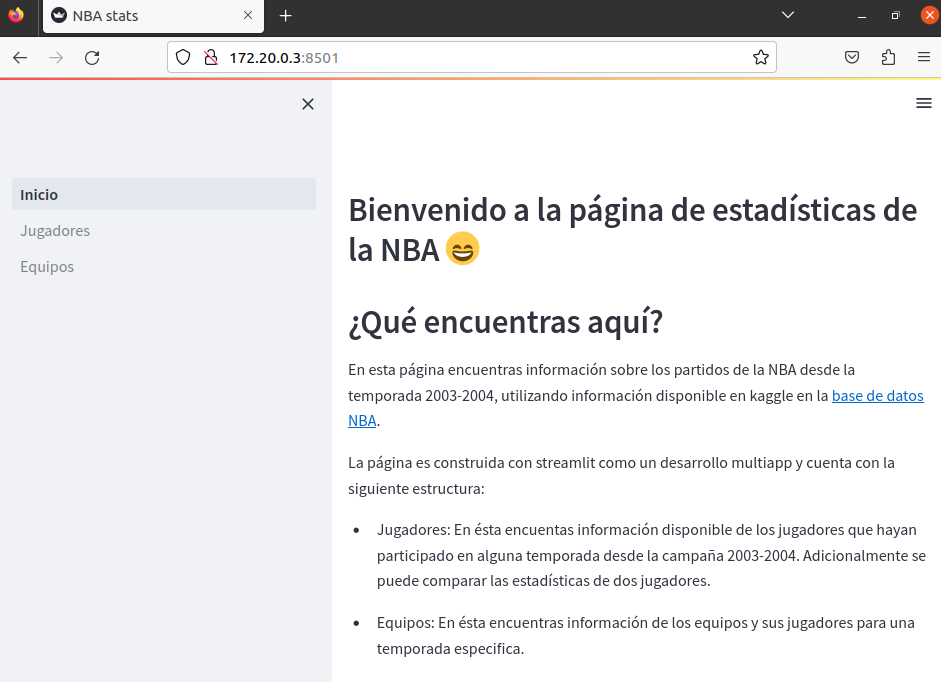 NBA stats
172.20.0.3:8501
Inicio
Jugadores
Equipos
Bienvenido a la página de estadísticas de
la NBA 😄
¿Qué encuentras aquí?
En esta página encuentras información sobre los partidos de la NBA desde la
temporada 2003-2004, utilizando información disponible en kaggle en la base de datos
NBA.
La página es construida con streamlit como un desarrollo multiapp y cuenta con la
siguiente estructura:
• Jugadores: En ésta encuentas información disponible de los jugadores que hayan
participado en alguna temporada desde la campaña 2003-2004. Adicionalmente se
puede comparar las estadísticas de dos jugadores.
• Equipos: En ésta encuentras información de los equipos y sus jugadores para una
temporada especifica.